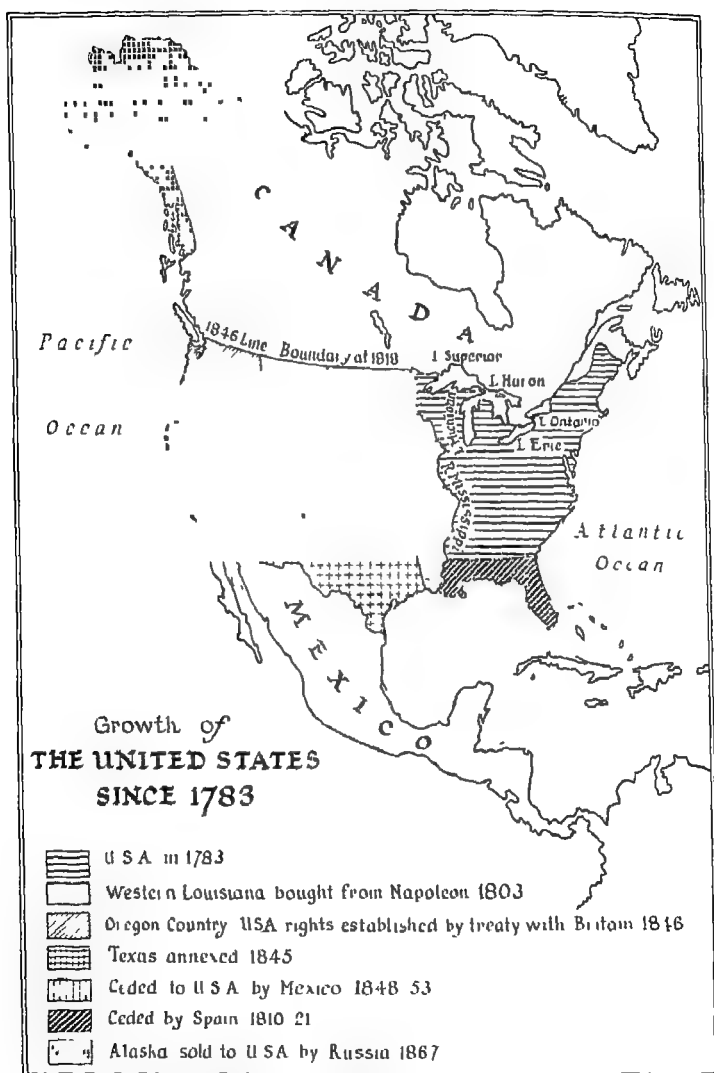 CANADA
Pacific
Ocean
1846 Line Boundary at 1818
L Superior
L Huron
L Michigan
L Ontario
L Erie
R Mississippi
Atlantic
Ocean
MEXICO
Growth of
THE UNITED STATES
SINCE 1783
U S A in 1783
Western Louisiana bought from Napoleon 1803
Oregon Country USA rights established by treaty with Britain 1846
Texas annexed 1845
Ceded to U S A by Mexico 1848 53
Ceded by Spain 1810 21
Alaska sold to USA by Russia 1867